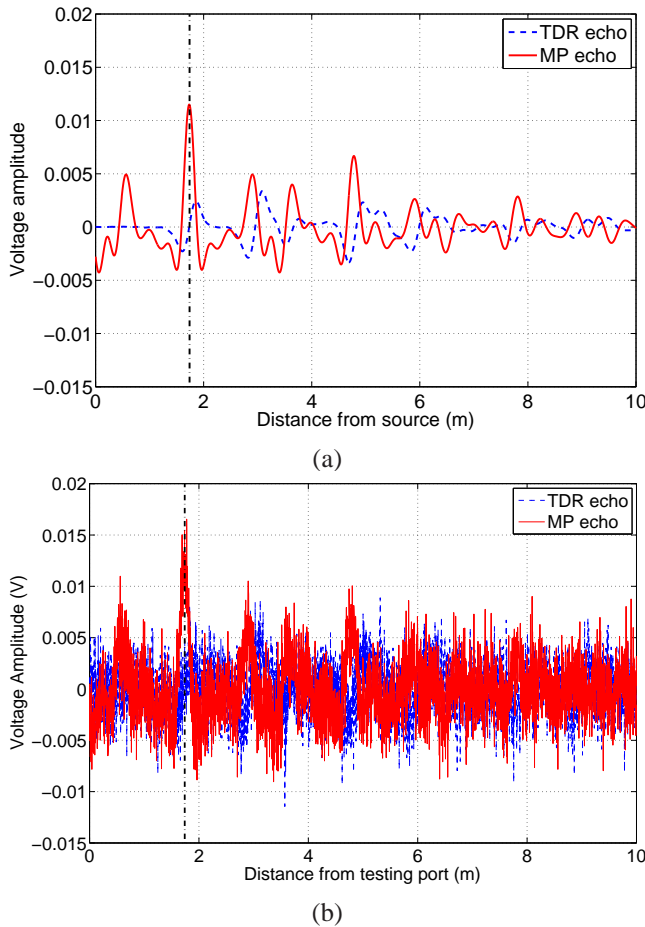 0.02
0.015
0.01
0.005
0
−0.005
−0.01
−0.015
Voltage amplitude
TDR echo
MP echo
0 2 4 6 8 10
Distance from source (m)
(a)
0.02
0.015
0.01
0.005
0
−0.005
−0.01
−0.015
Voltage Amplitude (V)
TDR echo
MP echo
0 2 4 6 8 10
Distance from testing port (m)
(b)